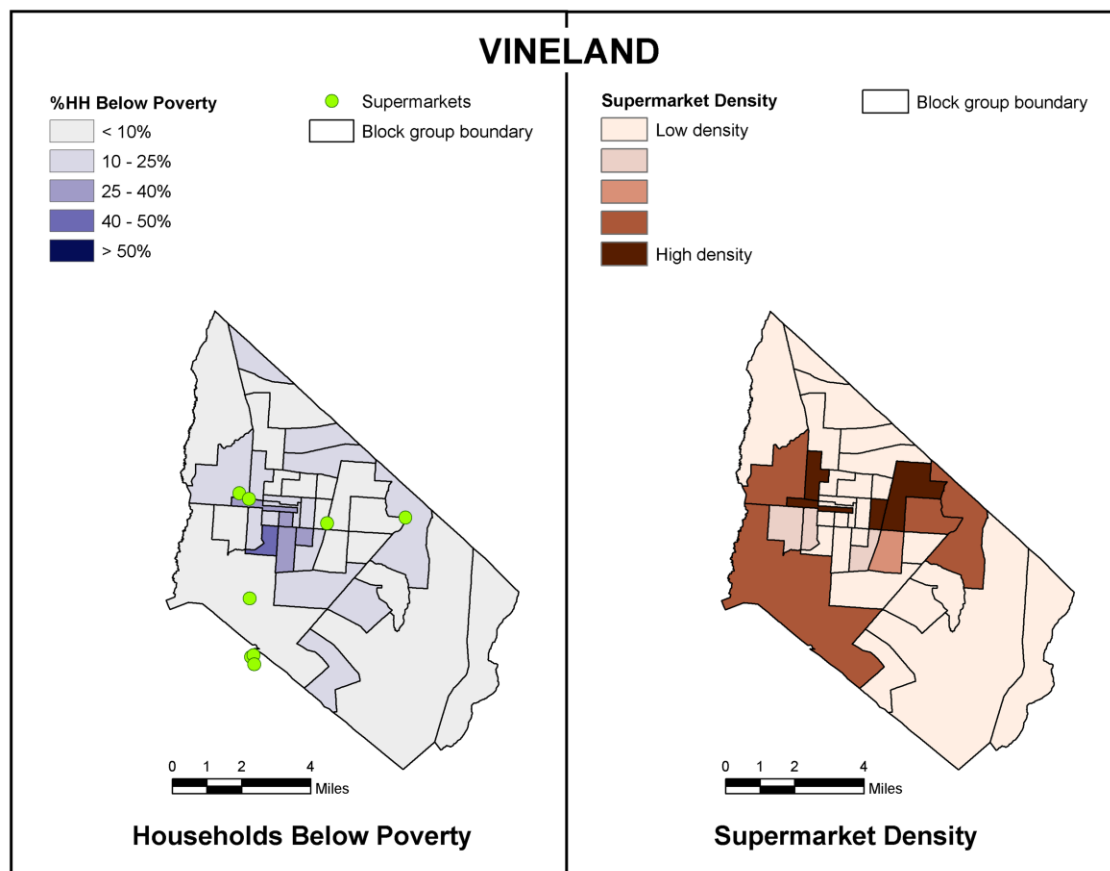 VINELAND
%HH Below Poverty
< 10%
10 - 25%
25 - 40%
40 - 50%
> 50%
Supermarkets
Block group boundary
0 1 2 4
Miles
Households Below Poverty
Supermarket Density
Low density
High density
Block group boundary
0 1 2 4
Miles
Supermarket Density